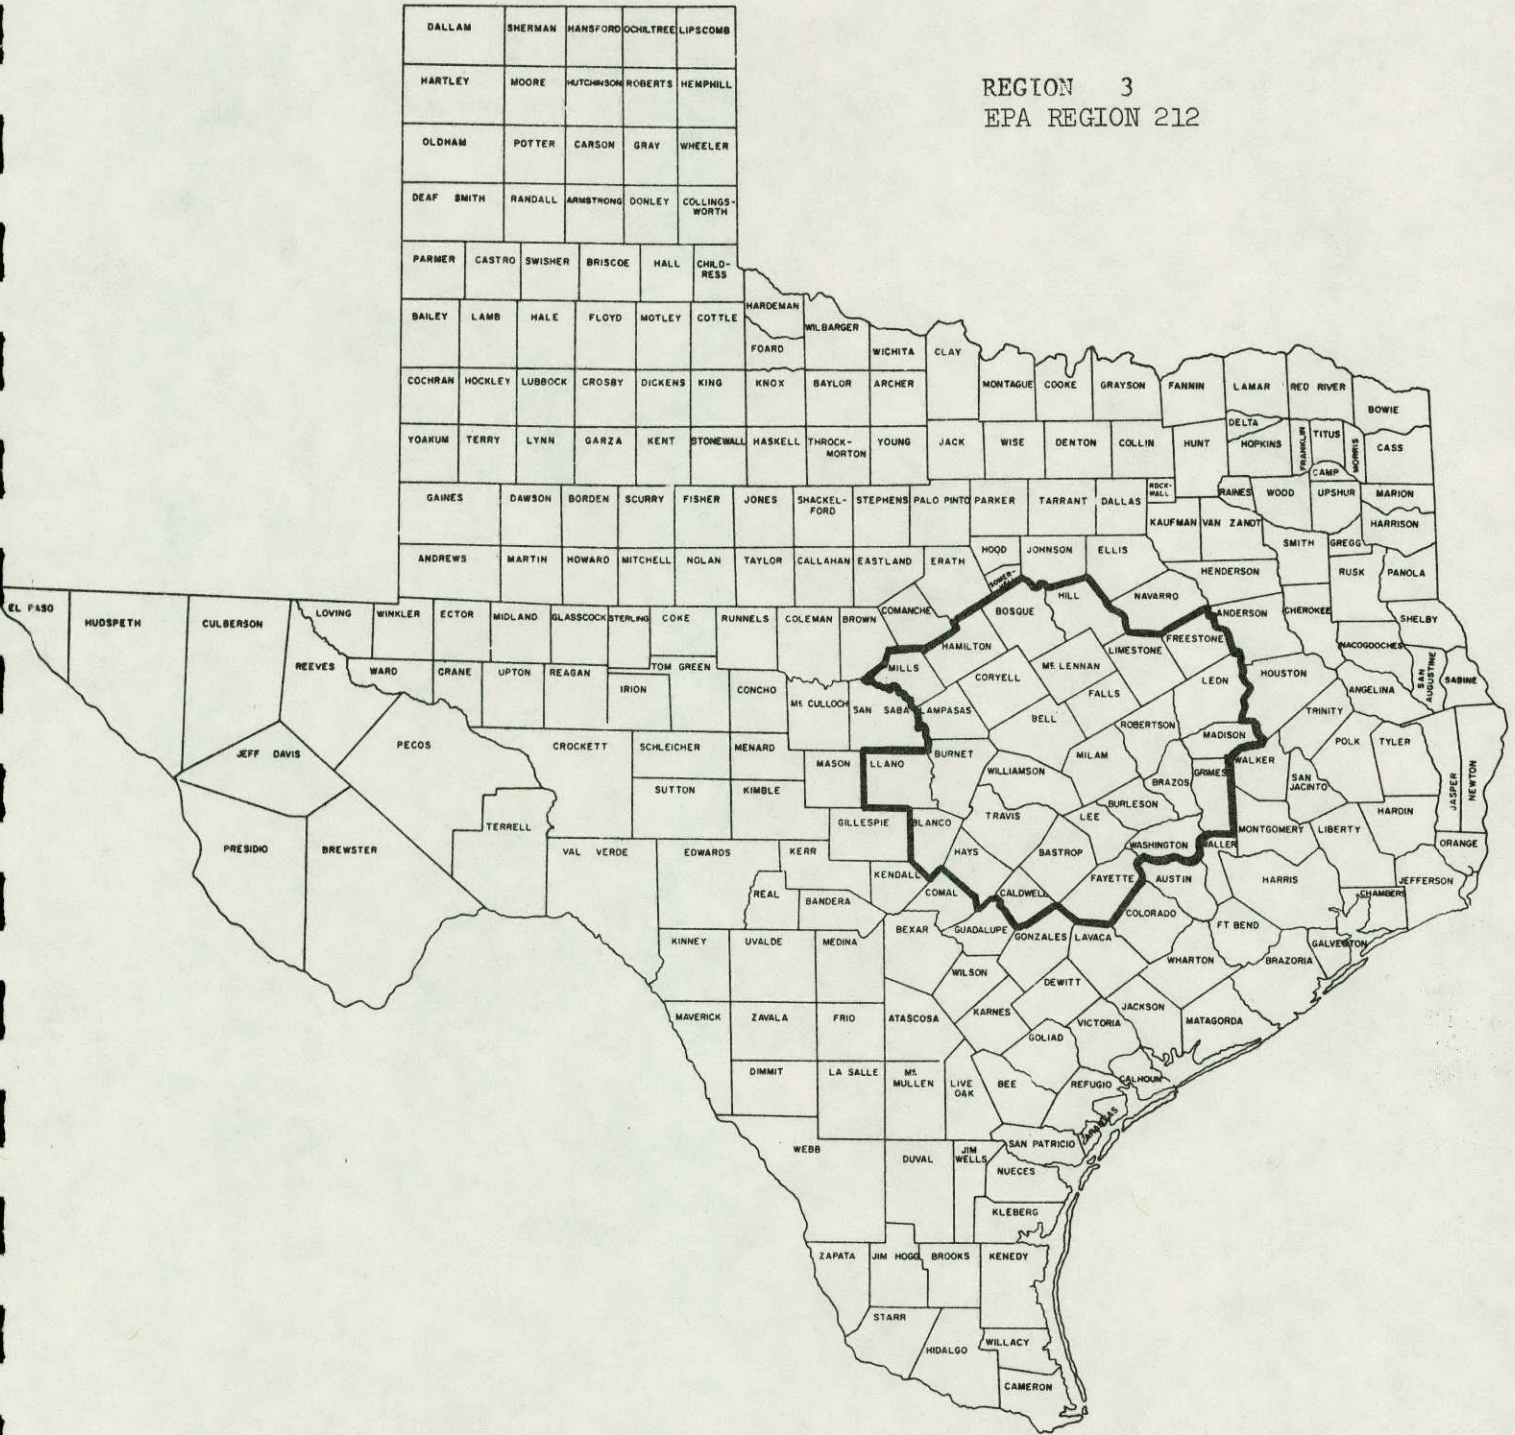 REGION 3
EPA REGION 212
DALLAM SHERMAN HANSFORD OCHILTREE LIPSCOMB
HARTLEY MOORE HUTCHINSON ROBERTS HEMPHILL
OLDHAM POTTER CARSON GRAY WHEELER
DEAF SMITH RANDALL ARMSTRONG DONLEY COLLINGS-
WORTH
PARMER CASTRO SWISHER BRISCOE HALL CHILD-
RESS
HARDEMAN
BAILEY LAMB HALE FLOYD MOTLEY COTTLE WILBARGER
FOARD WICHITA CLAY
COCHRAN HOCKLEY LUBBOCK CROSBY DICKENS KING KNOX BAYLOR ARCHER MONTAGUE COOKE GRAYSON FANNIN LAMAR RED RIVER
BOWIE
DELTA
YOAKUM TERRY LYNN GARZA KENT STONEWALL HASKELL THROCK-
MORTON YOUNG JACK WISE DENTON COLLIN HUNT HOPKINS FRANKLIN TITUS MORRIS CASS
CAMP
GAINES DAWSON BORDEN SCURRY FISHER JONES SHACKEL-
FORD STEPHENS PALO PINTO PARKER TARRANT DALLAS ROCK-
WALL RAINES WOOD UPSHUR MARION
KAUFMAN VAN ZANDT HARRISON
ANDREWS MARTIN HOWARD MITCHELL NOLAN TAYLOR CALLAHAN EASTLAND ERATH HOOD JOHNSON ELLIS SMITH GREGG
SOMER- HENDERSON RUSK PANOLA
EL PASO HUDSPETH CULBERSON LOVING WINKLER ECTOR MIDLAND GLASSCOCK STERLING COKE RUNNELS COLEMAN BROWN COMANCHE BOSQUE HILL NAVARRO ANDERSON CHEROKEE SHELBY
REEVES WARD CRANE UPTON REAGAN TOM GREEN MILLS HAMILTON MC LENNAN LIMESTONE FREESTONE NACOGDOCHES
IRION CONCHO CORYELL FALLS LEON HOUSTON ANGELINA SAN
AUGUSTINE SABINE
MC CULLOCH SAN SABA LAMPASAS BELL ROBERTSON TRINITY
JEFF DAVIS PECOS CROCKETT SCHLEICHER MENARD MADISON POLK TYLER
MASON LLANO BURNET WILLIAMSON MILAM BRAZOS GRIMES WALKER SAN
JACINTO JASPER NEWTON
SUTTON KIMBLE BURLESON
TERRELL GILLESPIE BLANCO TRAVIS LEE MONTGOMERY LIBERTY HARDIN
PRESIDIO BREWSTER VAL VERDE EDWARDS KERR HAYS BASTROP WASHINGTON WALLER ORANGE
REAL BANDERA KENDALL COMAL CALDWELL FAYETTE AUSTIN HARRIS CHAMBERS JEFFERSON
COLORADO
KINNEY UVALDE MEDINA BEXAR GUADALUPE GONZALES LAVACA FT BEND GALVESTON
WILSON WHARTON BRAZORIA
DEWITT
MAVERICK ZAVALA FRIO ATASCOSA KARNES VICTORIA JACKSON MATAGORDA
GOLIAD
DIMMIT LA SALLE MC
MULLEN LIVE
OAK BEE REFUGIO CALHOUN
ARANSAS
WEBB DUVAL JIM
WELLS SAN PATRICIO
NUECES
KLEBERG
ZAPATA JIM HOGG BROOKS KENEDY
STARR
HIDALGO WILLACY
CAMERON